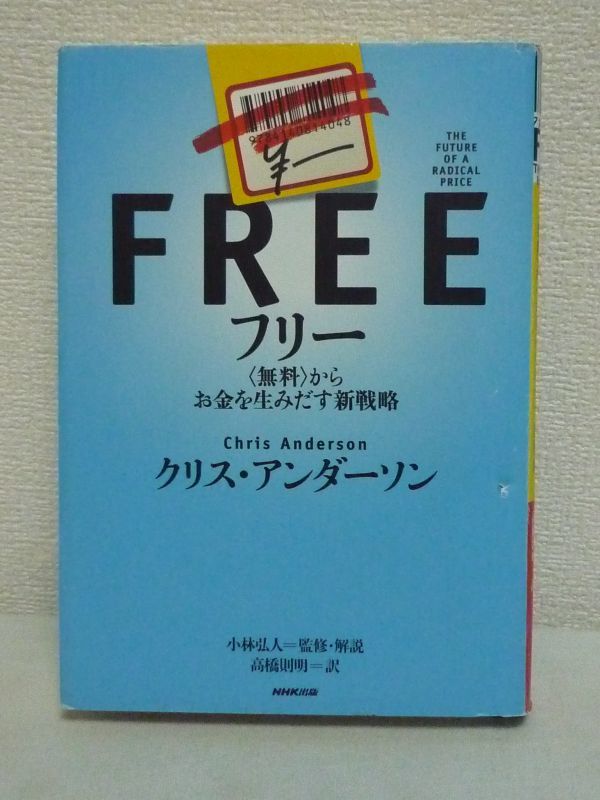 9784140814048
¥—
THE
FUTURE
OF A
RADICAL
PRICE
FREE
フリー
〈無料〉から
お金を生みだす新戦略
Chris Anderson
クリス・アンダーソン
小林弘人＝監修・解説
高橋則明＝訳
NHK出版